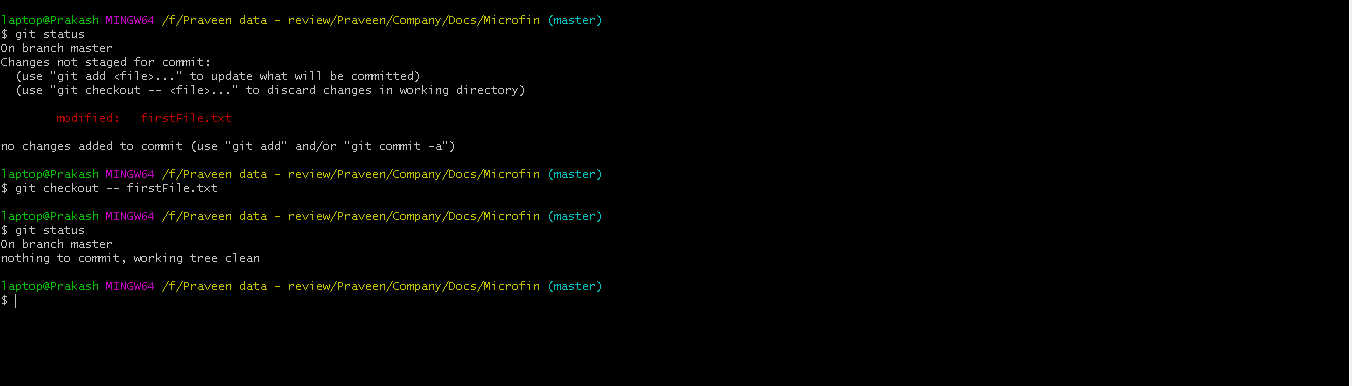 laptop@Prakash MINGW64 /f/Praveen data - review/Praveen/Company/Docs/Microfin (master)
$ git status
On branch master
Changes not staged for commit:
  (use "git add <file>..." to update what will be committed)
  (use "git checkout -- <file>..." to discard changes in working directory)
        modified:   firstFile.txt
no changes added to commit (use "git add" and/or "git commit -a")
laptop@Prakash MINGW64 /f/Praveen data - review/Praveen/Company/Docs/Microfin (master)
$ git checkout -- firstFile.txt
laptop@Prakash MINGW64 /f/Praveen data - review/Praveen/Company/Docs/Microfin (master)
$ git status
On branch master
nothing to commit, working tree clean
laptop@Prakash MINGW64 /f/Praveen data - review/Praveen/Company/Docs/Microfin (master)
$